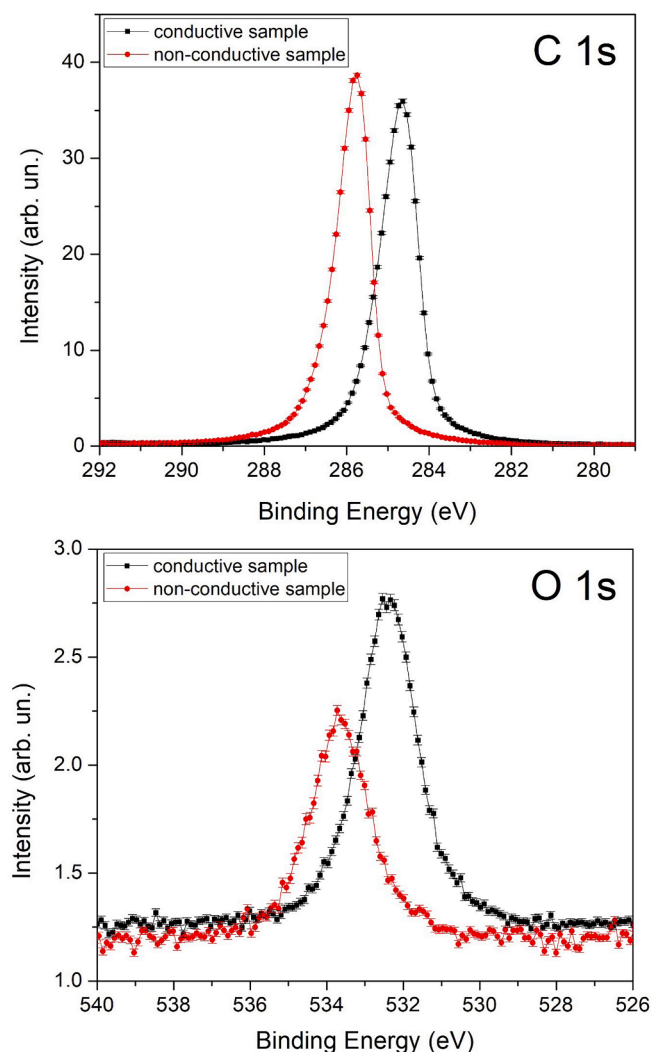 conductive sample
non-conductive sample
C 1s
40
30
20
10
0
Intensity (arb. un.)
292 290 288 286 284 282 280
Binding Energy (eV)
conductive sample
non-conductive sample
O 1s
3.0
2.5
2.0
1.5
1.0
Intensity (arb. un.)
540 538 536 534 532 530 528 526
Binding Energy (eV)